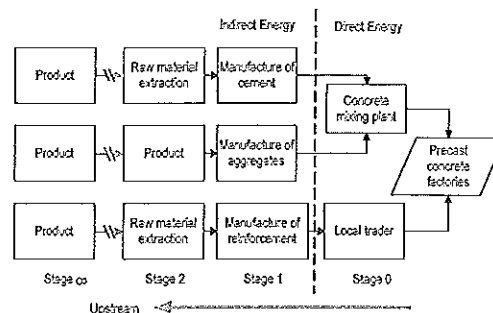 Indirect Energy
Direct Energy
Product
Raw material
extraction
Manufacture of
cement
Concrete
mixing plant
Product
Product
Manufacture of
aggregates
Precast
concrete
factories
Product
Raw material
extraction
Manufacture of
reinforcement
Local trader
Stage ∞
Stage 2
Stage 1
Stage 0
Upstream